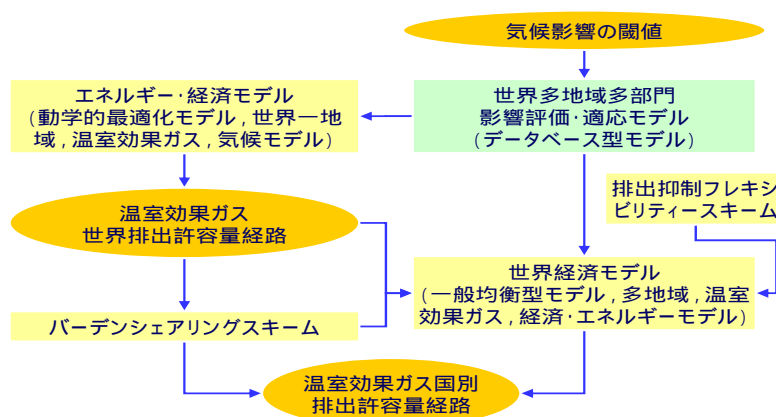 気候影響の閾値
エネルギー・経済モデル
(動学的最適化モデル,世界一地
域,温室効果ガス,気候モデル)
世界多地域多部門
影響評価・適応モデル
(データベース型モデル)
排出抑制フレキシ
ビリティースキーム
温室効果ガス
世界排出許容量経路
世界経済モデル
(一般均衡型モデル,多地域,温室
効果ガス,経済・エネルギーモデル)
バーデンシェアリングスキーム
温室効果ガス国別
排出許容量経路